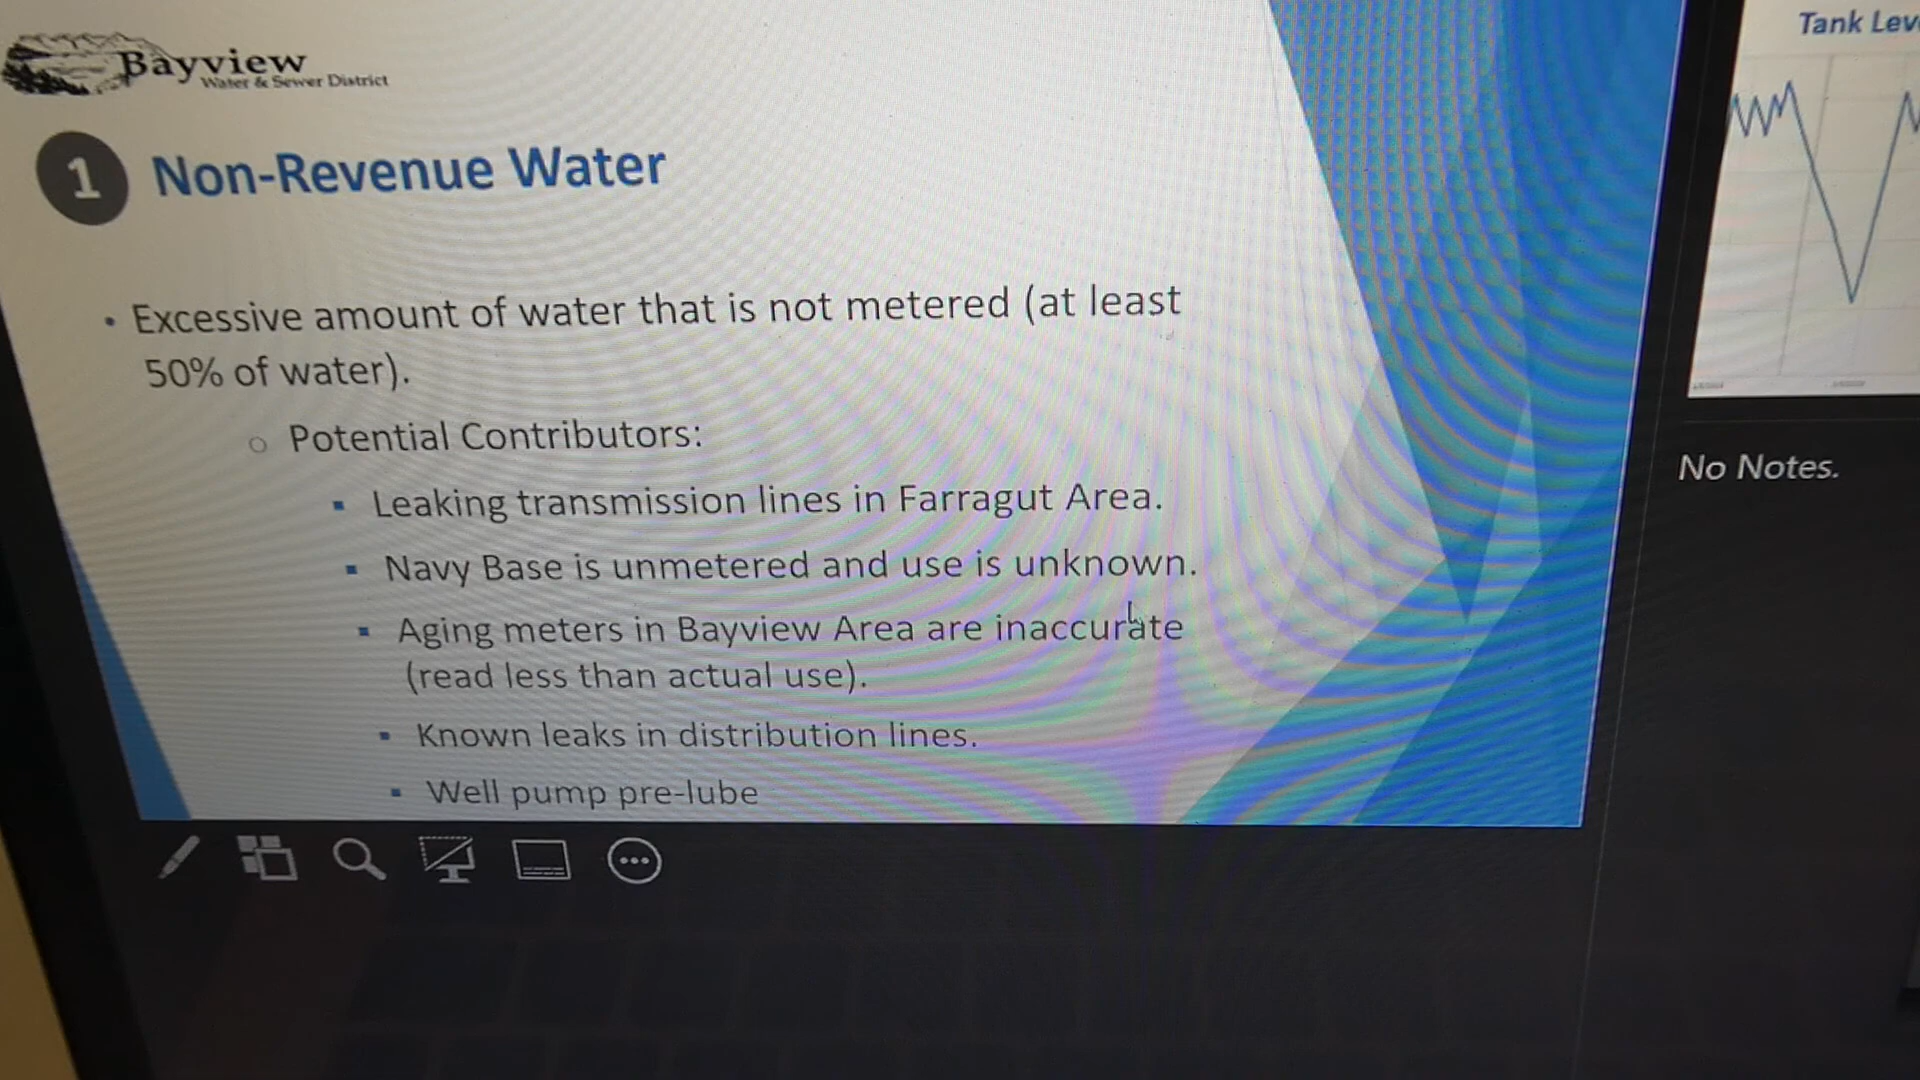 Bayview
Water & Sewer District
1 Non-Revenue Water
• Excessive amount of water that is not metered (at least
50% of water).
o Potential Contributors:
▪ Leaking transmission lines in Farragut Area.
▪ Navy Base is unmetered and use is unknown.
▪ Aging meters in Bayview Area are inaccurate
(read less than actual use).
▪ Known leaks in distribution lines.
▪ Well pump pre-lube
Tank Lev
No Notes.